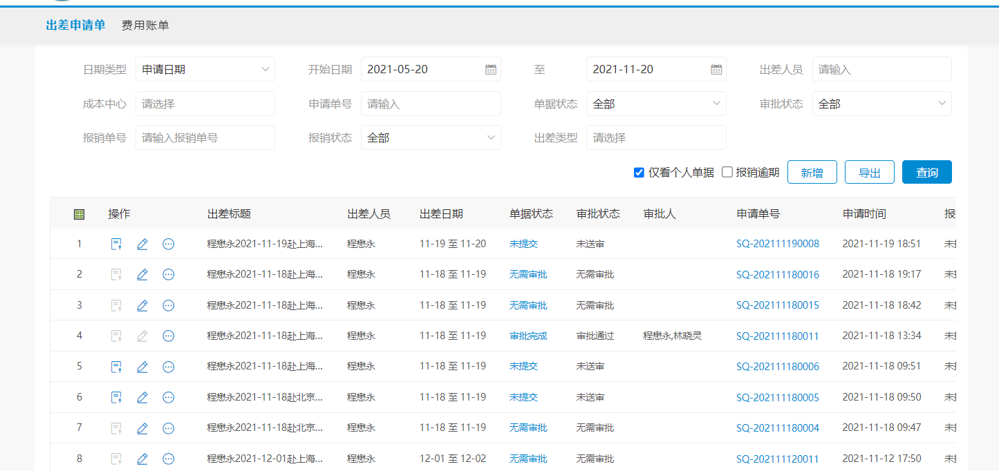 出差申请单 费用账单
日期类型 申请日期 开始日期 2021-05-20 至 2021-11-20 出差人员 请输入
成本中心 请选择 申请单号 请输入 单据状态 全部 审批状态 全部
报销单号 请输入报销单号 报销状态 全部 出差类型 请选择
仅看个人单据 报销逾期 新增 导出 查询
操作 出差标题 出差人员 出差日期 单据状态 审批状态 审批人 申请单号 申请时间 报
1 程懋永2021-11-19赴上海... 程懋永 11-19 至 11-20 未提交 未送审 SQ-202111190008 2021-11-19 18:51 未
2 程懋永2021-11-18赴上海... 程懋永 11-18 至 11-19 无需审批 无需审批 SQ-202111180016 2021-11-18 19:17 未
3 程懋永2021-11-18赴上海... 程懋永 11-18 至 11-19 无需审批 无需审批 SQ-202111180015 2021-11-18 18:42 未
4 程懋永2021-11-18赴上海... 程懋永 11-18 至 11-19 审批完成 审批通过 程懋永,林晓灵 SQ-202111180011 2021-11-18 13:34 未
5 程懋永2021-11-18赴上海... 程懋永 11-18 至 11-19 未提交 未送审 SQ-202111180006 2021-11-18 09:51 未
6 程懋永2021-11-18赴北京... 程懋永 11-18 至 11-19 未提交 未送审 SQ-202111180005 2021-11-18 09:50 未
7 程懋永2021-11-18赴北京... 程懋永 11-18 至 11-19 无需审批 无需审批 SQ-202111180004 2021-11-18 09:47 未
8 程懋永2021-12-01赴上海... 程懋永 12-01 至 12-02 无需审批 无需审批 SQ-202111120011 2021-11-12 17:50 未